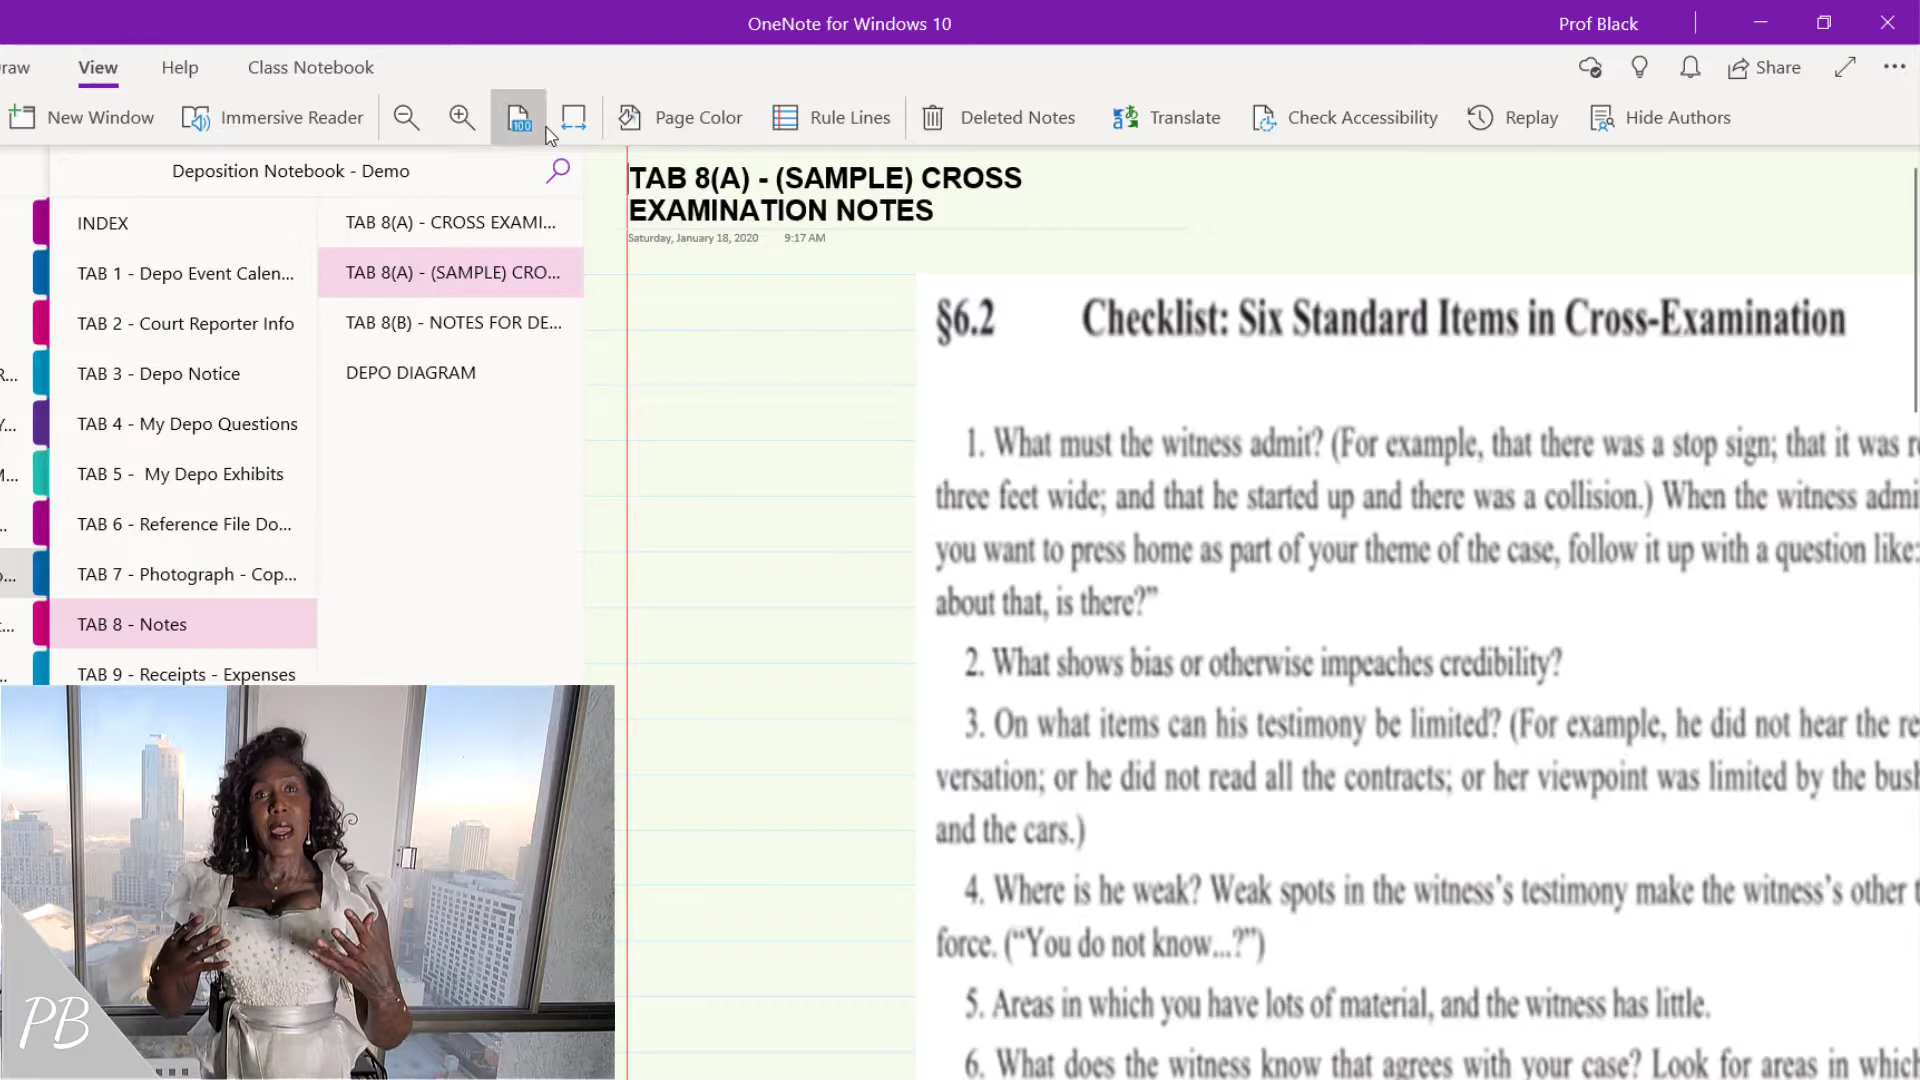 OneNote for Windows 10
Prof Black
raw
View
Help
Class Notebook
Share
New Window
Immersive Reader
100
Page Color
Rule Lines
Deleted Notes
Translate
Check Accessibility
Replay
Hide Authors
Deposition Notebook - Demo
INDEX
TAB 1 - Depo Event Calen...
TAB 2 - Court Reporter Info
TAB 3 - Depo Notice
TAB 4 - My Depo Questions
TAB 5 - My Depo Exhibits
TAB 6 - Reference File Do...
TAB 7 - Photograph - Cop...
TAB 8 - Notes
TAB 9 - Receipts - Expenses
TAB 8(A) - CROSS EXAMI...
TAB 8(A) - (SAMPLE) CRO...
TAB 8(B) - NOTES FOR DE...
DEPO DIAGRAM
TAB 8(A) - (SAMPLE) CROSS
EXAMINATION NOTES
Saturday, January 18, 2020 9:17 AM
§6.2 Checklist: Six Standard Items in Cross-Examination
1. What must the witness admit? (For example, that there was a stop sign; that it was r
three feet wide; and that he started up and there was a collision.) When the witness admi
you want to press home as part of your theme of the case, follow it up with a question like:
about that, is there?”
2. What shows bias or otherwise impeaches credibility?
3. On what items can his testimony be limited? (For example, he did not hear the re
versation; or he did not read all the contracts; or her viewpoint was limited by the bush
and the cars.)
4. Where is he weak? Weak spots in the witness’s testimony make the witness’s other t
force. (“You do not know...?”)
5. Areas in which you have lots of material, and the witness has little.
6. What does the witness know that agrees with your case? Look for areas in which
PB